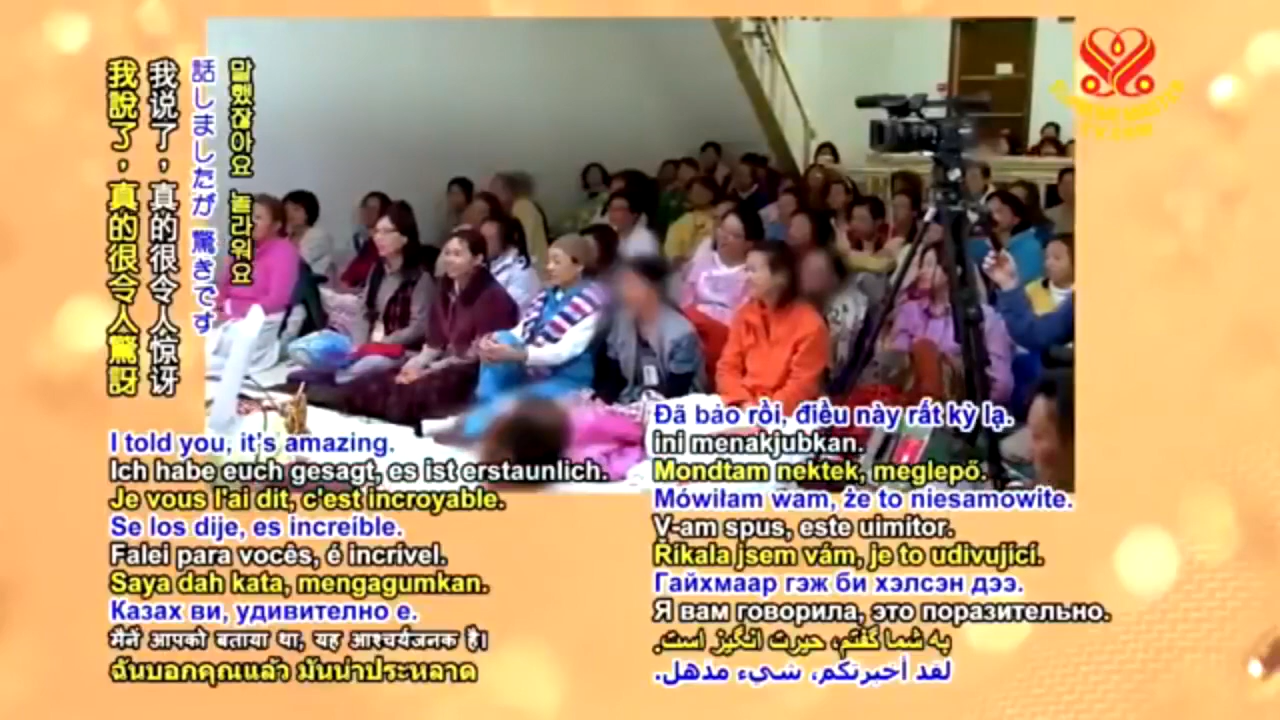 我說了，真的很令人驚訝
我说了，真的很令人惊讶
話しましたが 驚きです
말했잖아요 놀라워요
I told you, it's amazing.
Ich habe euch gesagt, es ist erstaunlich.
Je vous l'ai dit, c'est incroyable.
Se los dije, es increíble.
Falei para vocês, é incrível.
Saya dah kata, mengagumkan.
Казах ви, удивително е.
मैनें आपको बताया था, यह आश्चर्यजनक है।
ฉันบอกคุณแล้ว มันน่าประหลาด
Đã bảo rồi, điều này rất kỳ lạ.
ini menakjubkan.
Mondtam nektek, meglepő.
Mówiłam wam, że to niesamowite.
V-am spus, este uimitor.
Říkala jsem vám, je to udivující.
Гайхмаар гэж би хэлсэн дээ.
Я вам говорила, это поразительно.
به شما گفتم، حیرت انگیز است.
لقد أخبرتكم، شيء مذهل.